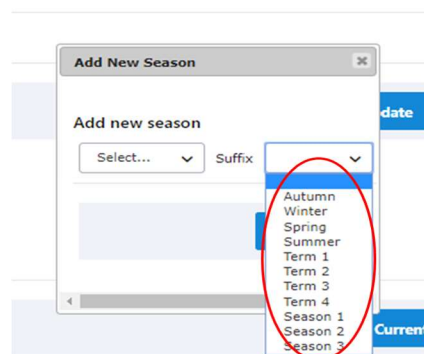 Add New Season
date
Add new season
Select... Suffix
Autumn
Winter
Spring
Summer
Term 1
Term 2
Term 3
Term 4
Season 1
Season 2
Season 3
Current